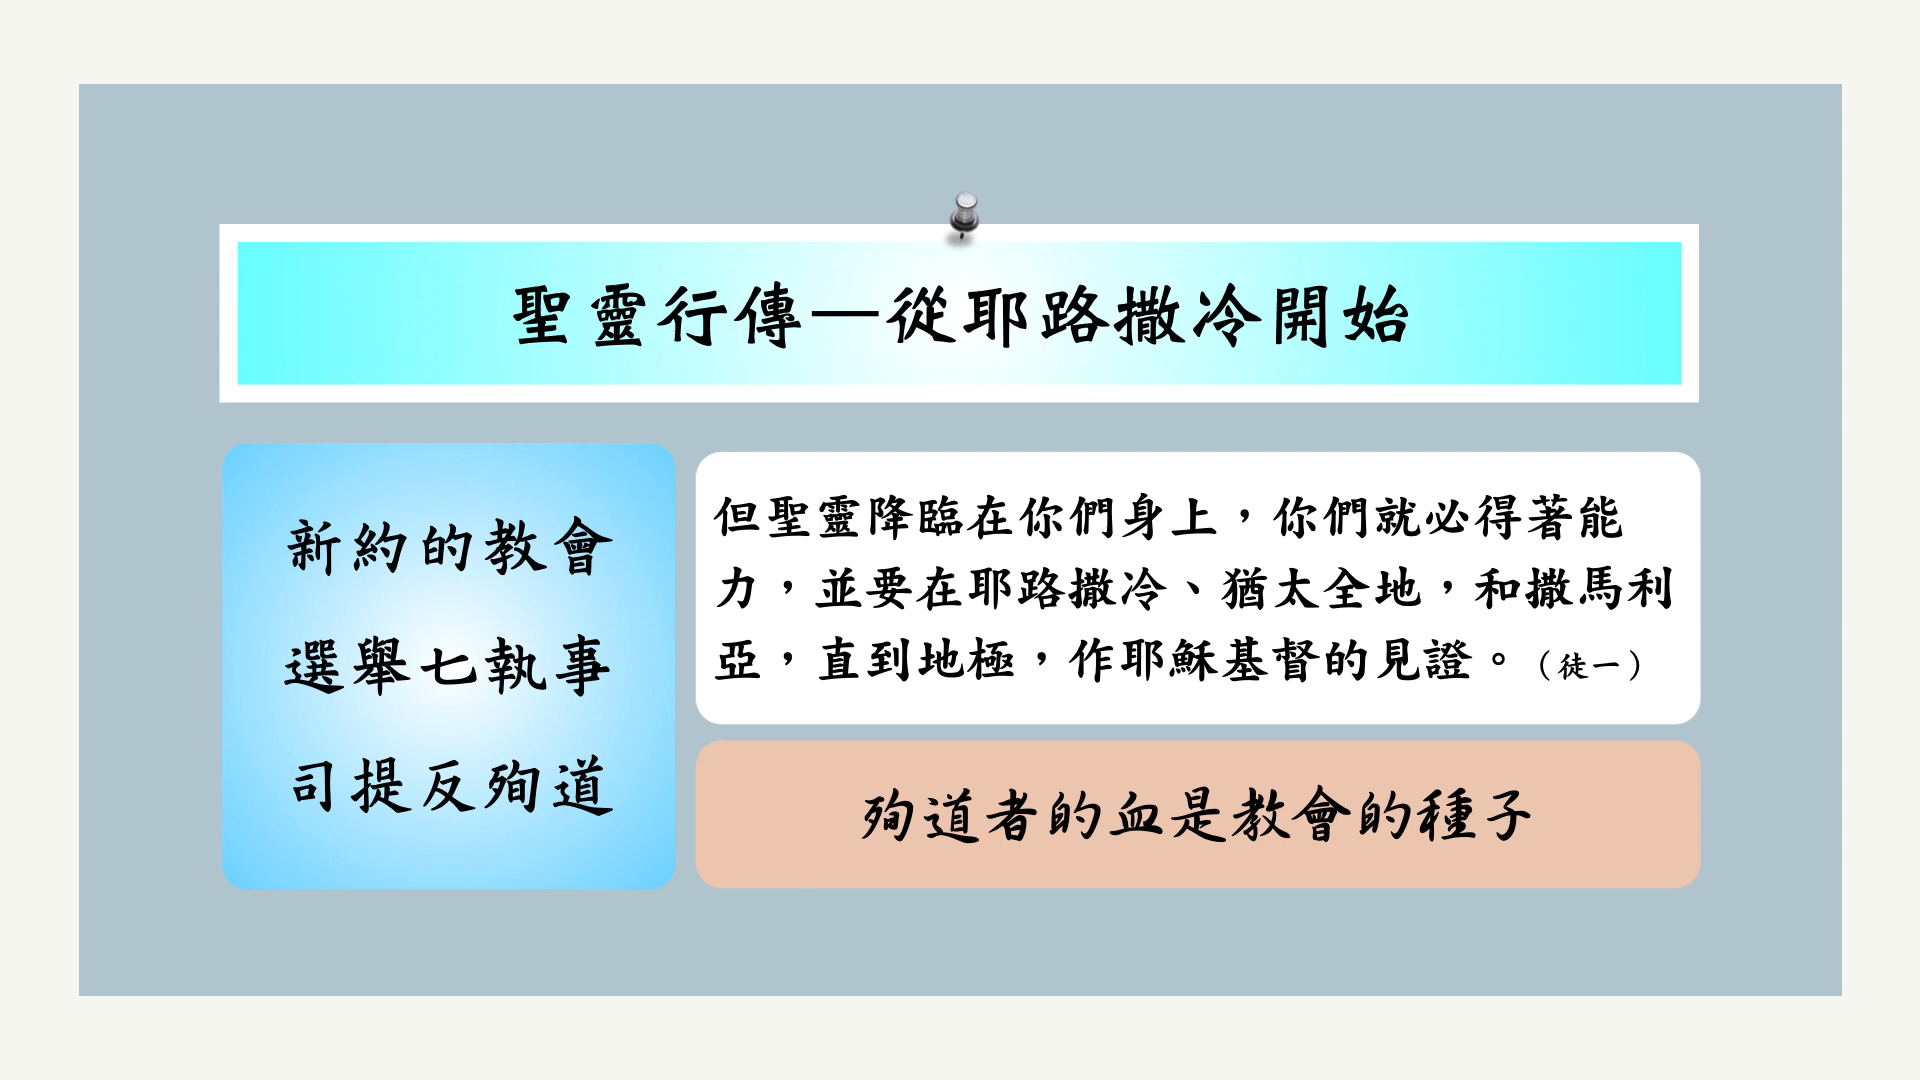 聖靈行傳—從耶路撒冷開始
新約的教會
選舉七執事
司提反殉道
但聖靈降臨在你們身上，你們就必得著能
力，並要在耶路撒冷、猶太全地，和撒馬利
亞，直到地極，作耶穌基督的見證。（徒一）
殉道者的血是教會的種子